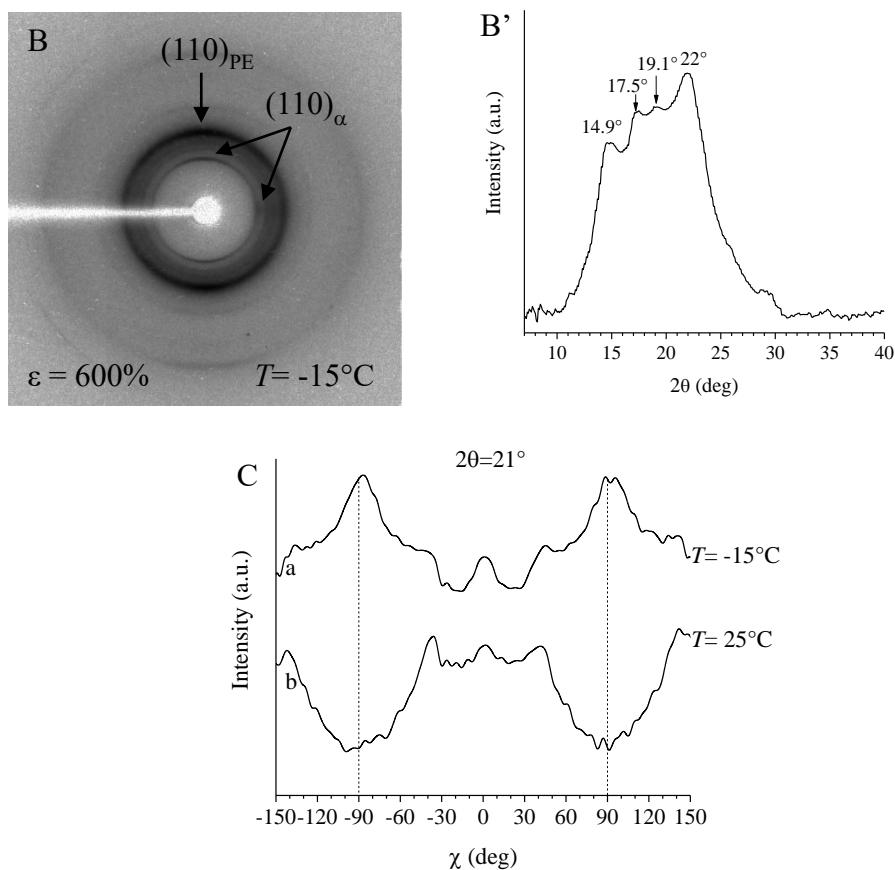 B
(110)PE
(110)α
ε = 600%
T= -15°C
B’
Intensity (a.u.)
14.9°
17.5°
19.1°
22°
10 15 20 25 30 35 40
2θ (deg)
C
2θ=21°
Intensity (a.u.)
a
T= -15°C
b
T= 25°C
-150 -120 -90 -60 -30 0 30 60 90 120 150
χ (deg)